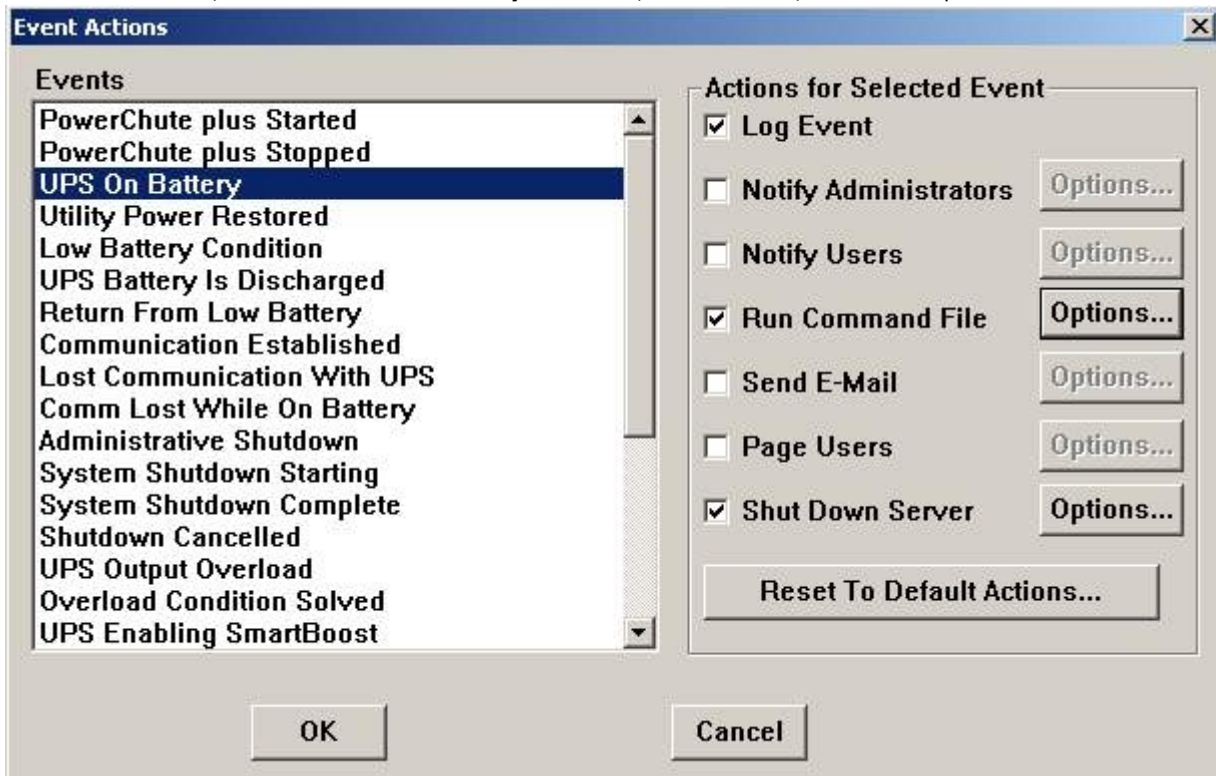 Event Actions
Events
PowerChute plus Started
PowerChute plus Stopped
UPS On Battery
Utility Power Restored
Low Battery Condition
UPS Battery Is Discharged
Return From Low Battery
Communication Established
Lost Communication With UPS
Comm Lost While On Battery
Administrative Shutdown
System Shutdown Starting
System Shutdown Complete
Shutdown Cancelled
UPS Output Overload
Overload Condition Solved
UPS Enabling SmartBoost
Actions for Selected Event
Log Event
Notify Administrators Options...
Notify Users Options...
Run Command File Options...
Send E-Mail Options...
Page Users Options...
Shut Down Server Options...
Reset To Default Actions...
OK
Cancel